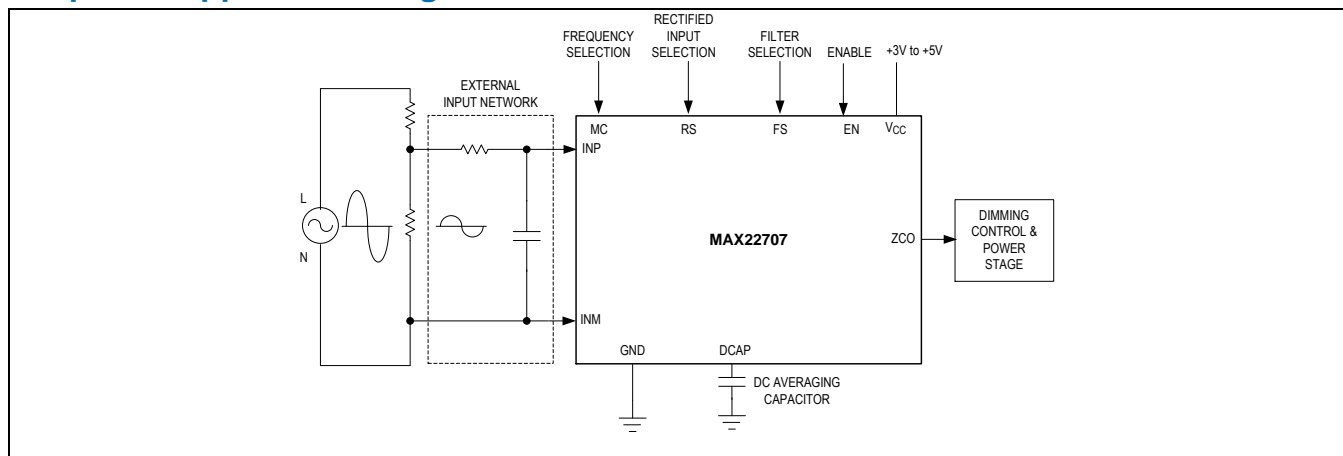 RECTIFIED
INPUT
SELECTION
FREQUENCY
SELECTION
FILTER
SELECTION
ENABLE
+3V to +5V
EXTERNAL
INPUT NETWORK
MC
RS
FS
EN
VCC
INP
L
N
MAX22707
ZCO
DIMMING
CONTROL &
POWER
STAGE
INM
GND
DCAP
DC AVERAGING
CAPACITOR